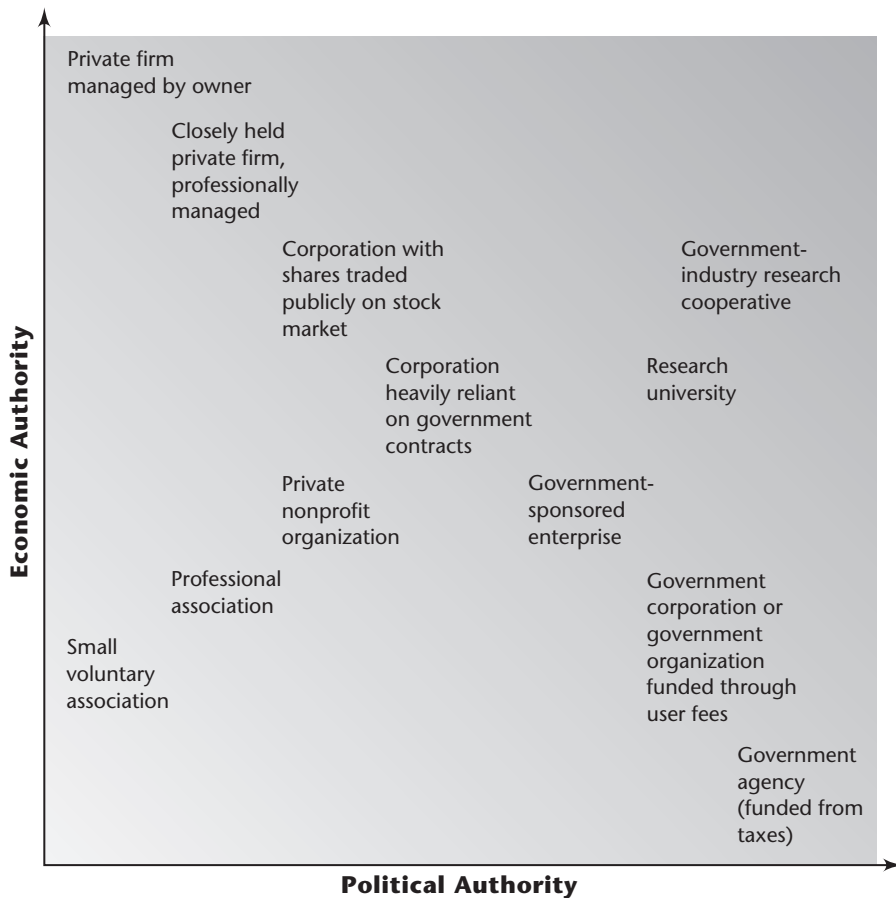 Private firm
managed by owner
Closely held
private firm,
professionally
managed
Corporation with
shares traded
publicly on stock
market
Government-
industry research
cooperative
Corporation
heavily reliant
on government
contracts
Research
university
Private
nonprofit
organization
Government-
sponsored
enterprise
Professional
association
Government
corporation or
government
organization
funded through
user fees
Small
voluntary
association
Government
agency
(funded from
taxes)
Economic Authority
Political Authority